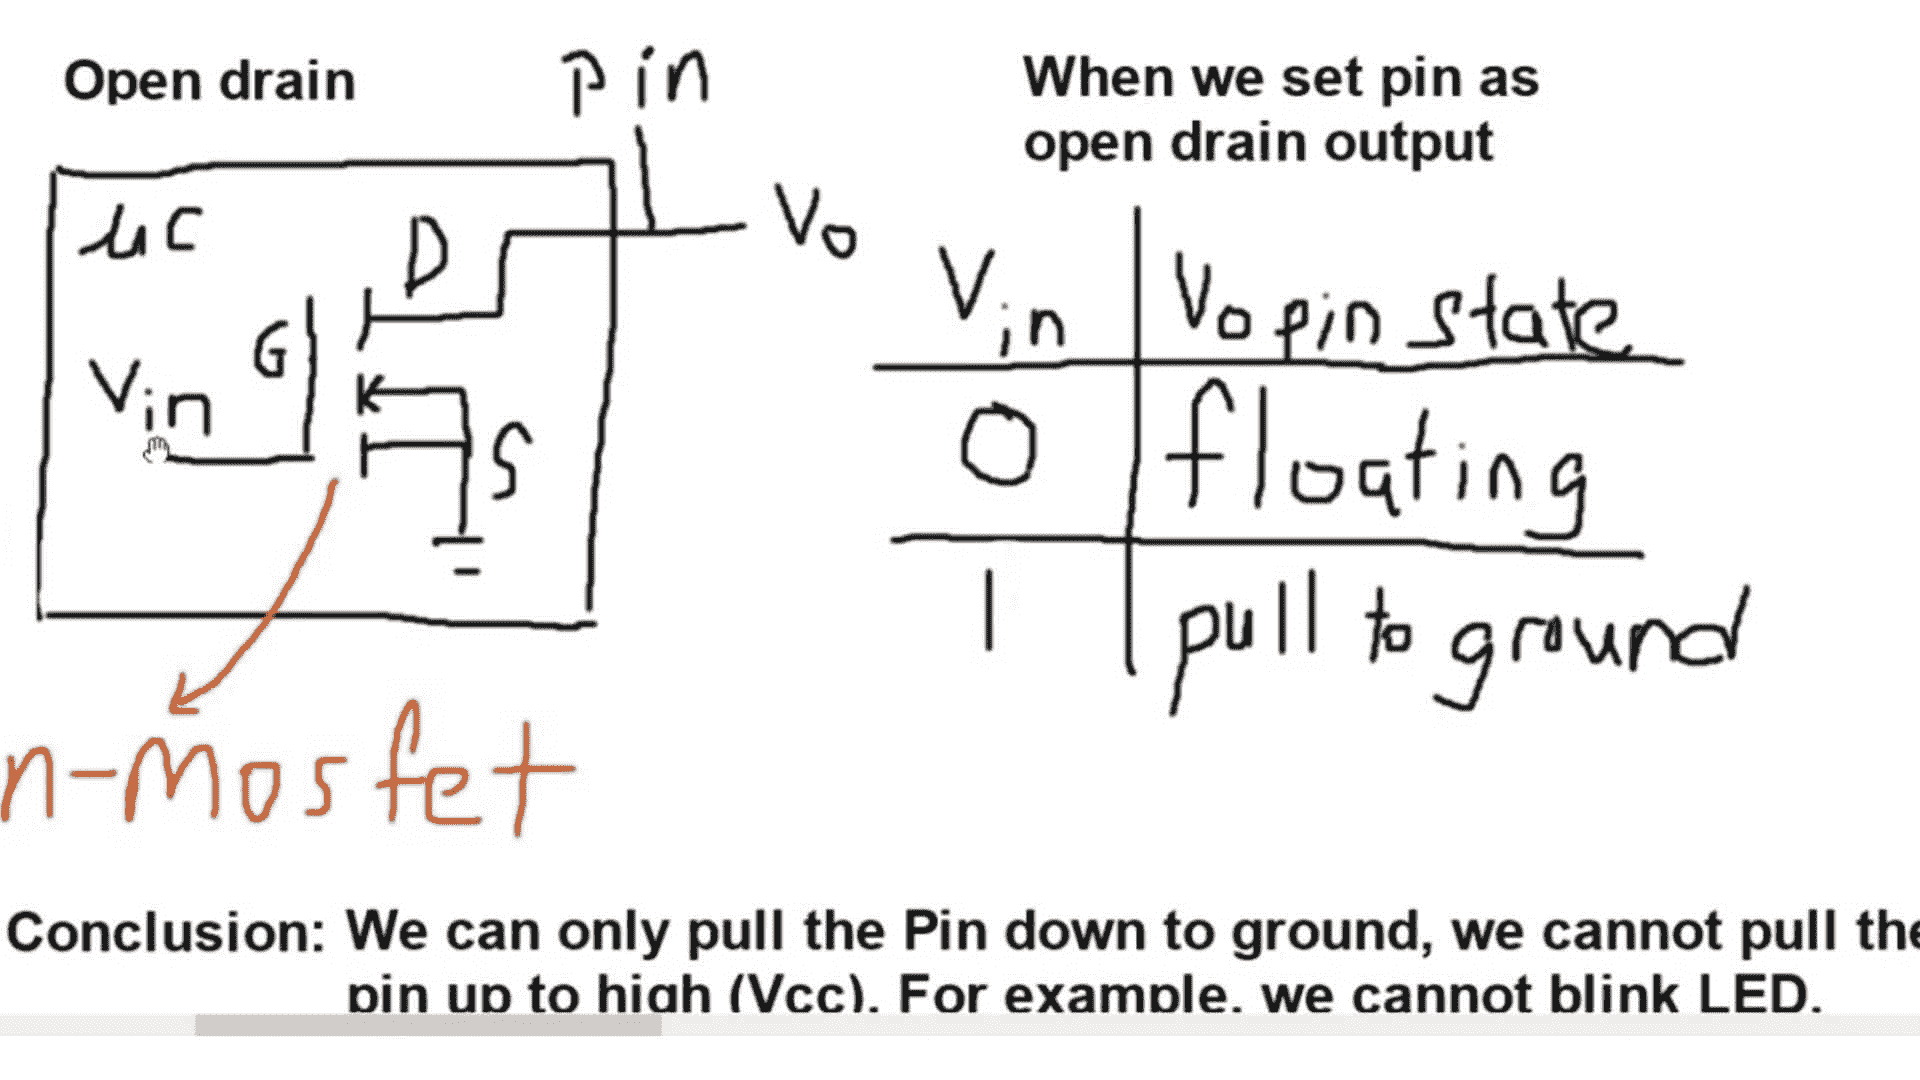 Open drain
pin
When we set pin as
open drain output
µC
D
Vo
G
Vin
S
Vin
Vo pin state
0
floating
1
pull to ground
n-Mosfet
Conclusion: We can only pull the Pin down to ground, we cannot pull the
pin up to high (Vcc). For example, we cannot blink LED.